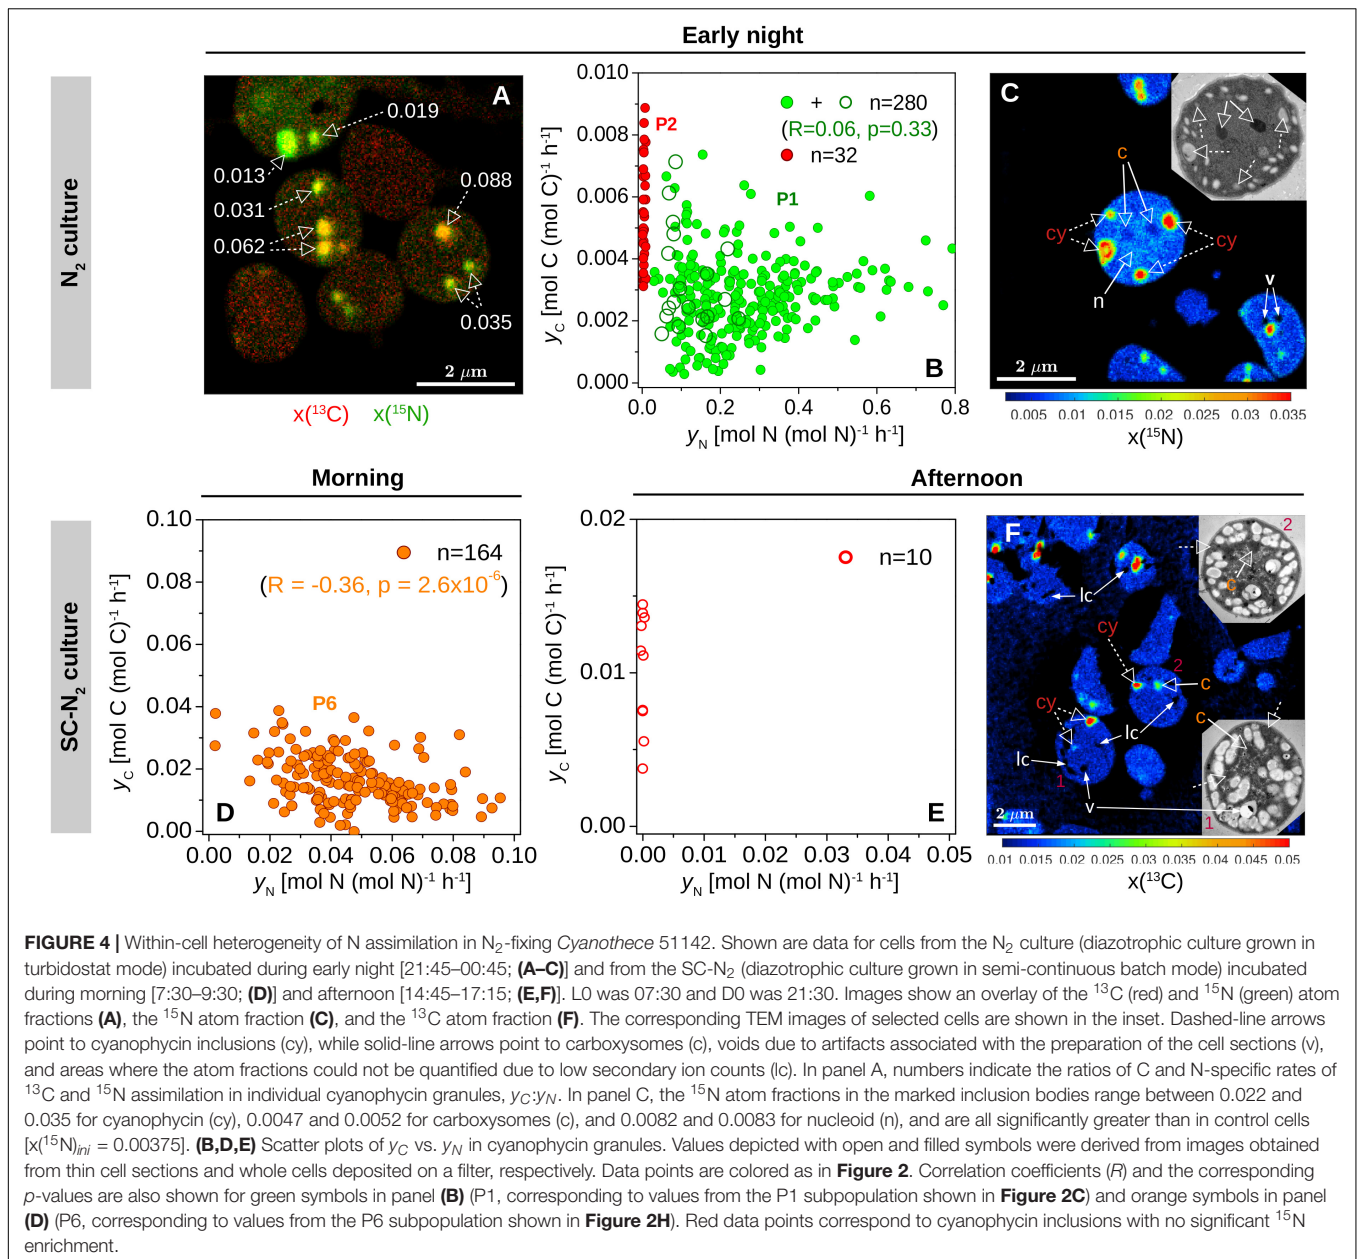 Early night
N2 culture
A
0.019
0.013
0.031
0.062
0.088
0.035
2 μm
x(13C) x(15N)
0.010
0.008
0.006
0.004
0.002
0.000
yC [mol C (mol C)-1 h-1]
P2
+ n=280
(R=0.06, p=0.33)
n=32
P1
B
0.0 0.2 0.4 0.6 0.8
yN [mol N (mol N)-1 h-1]
C
c
cy
cy
n
v
2 μm
0.005 0.01 0.015 0.02 0.025 0.03 0.035
x(15N)
Morning
Afternoon
SC-N2 culture
0.10
0.08
0.06
0.04
0.02
0.00
yC [mol C (mol C)-1 h-1]
n=164
(R = -0.36, p = 2.6x10-6)
P6
D
0.00 0.02 0.04 0.06 0.08 0.10
yN [mol N (mol N)-1 h-1]
0.02
0.01
0.00
yC [mol C (mol C)-1 h-1]
n=10
E
0.00 0.01 0.02 0.03 0.04 0.05
yN [mol N (mol N)-1 h-1]
F
2
c
lc
cy
2
c
c
cy
lc
lc
1
v
1
2 μm
0.01 0.015 0.02 0.025 0.03 0.035 0.04 0.045 0.05
x(13C)
FIGURE 4 | Within-cell heterogeneity of N assimilation in N2-fixing Cyanothece 51142. Shown are data for cells from the N2 culture (diazotrophic culture grown in
turbidostat mode) incubated during early night [21:45–00:45; (A–C)] and from the SC-N2 (diazotrophic culture grown in semi-continuous batch mode) incubated
during morning [7:30–9:30; (D)] and afternoon [14:45–17:15; (E,F)]. L0 was 07:30 and D0 was 21:30. Images show an overlay of the 13C (red) and 15N (green) atom
fractions (A), the 15N atom fraction (C), and the 13C atom fraction (F). The corresponding TEM images of selected cells are shown in the inset. Dashed-line arrows
point to cyanophycin inclusions (cy), while solid-line arrows point to carboxysomes (c), voids due to artifacts associated with the preparation of the cell sections (v),
and areas where the atom fractions could not be quantified due to low secondary ion counts (lc). In panel A, numbers indicate the ratios of C and N-specific rates of
13C and 15N assimilation in individual cyanophycin granules, yC:yN. In panel C, the 15N atom fractions in the marked inclusion bodies range between 0.022 and
0.035 for cyanophycin (cy), 0.0047 and 0.0052 for carboxysomes (c), and 0.0082 and 0.0083 for nucleoid (n), and are all significantly greater than in control cells
[x(15N)ini = 0.00375]. (B,D,E) Scatter plots of yC vs. yN in cyanophycin granules. Values depicted with open and filled symbols were derived from images obtained
from thin cell sections and whole cells deposited on a filter, respectively. Data points are colored as in Figure 2. Correlation coefficients (R) and the corresponding
p-values are also shown for green symbols in panel (B) (P1, corresponding to values from the P1 subpopulation shown in Figure 2C) and orange symbols in panel
(D) (P6, corresponding to values from the P6 subpopulation shown in Figure 2H). Red data points correspond to cyanophycin inclusions with no significant 15N
enrichment.